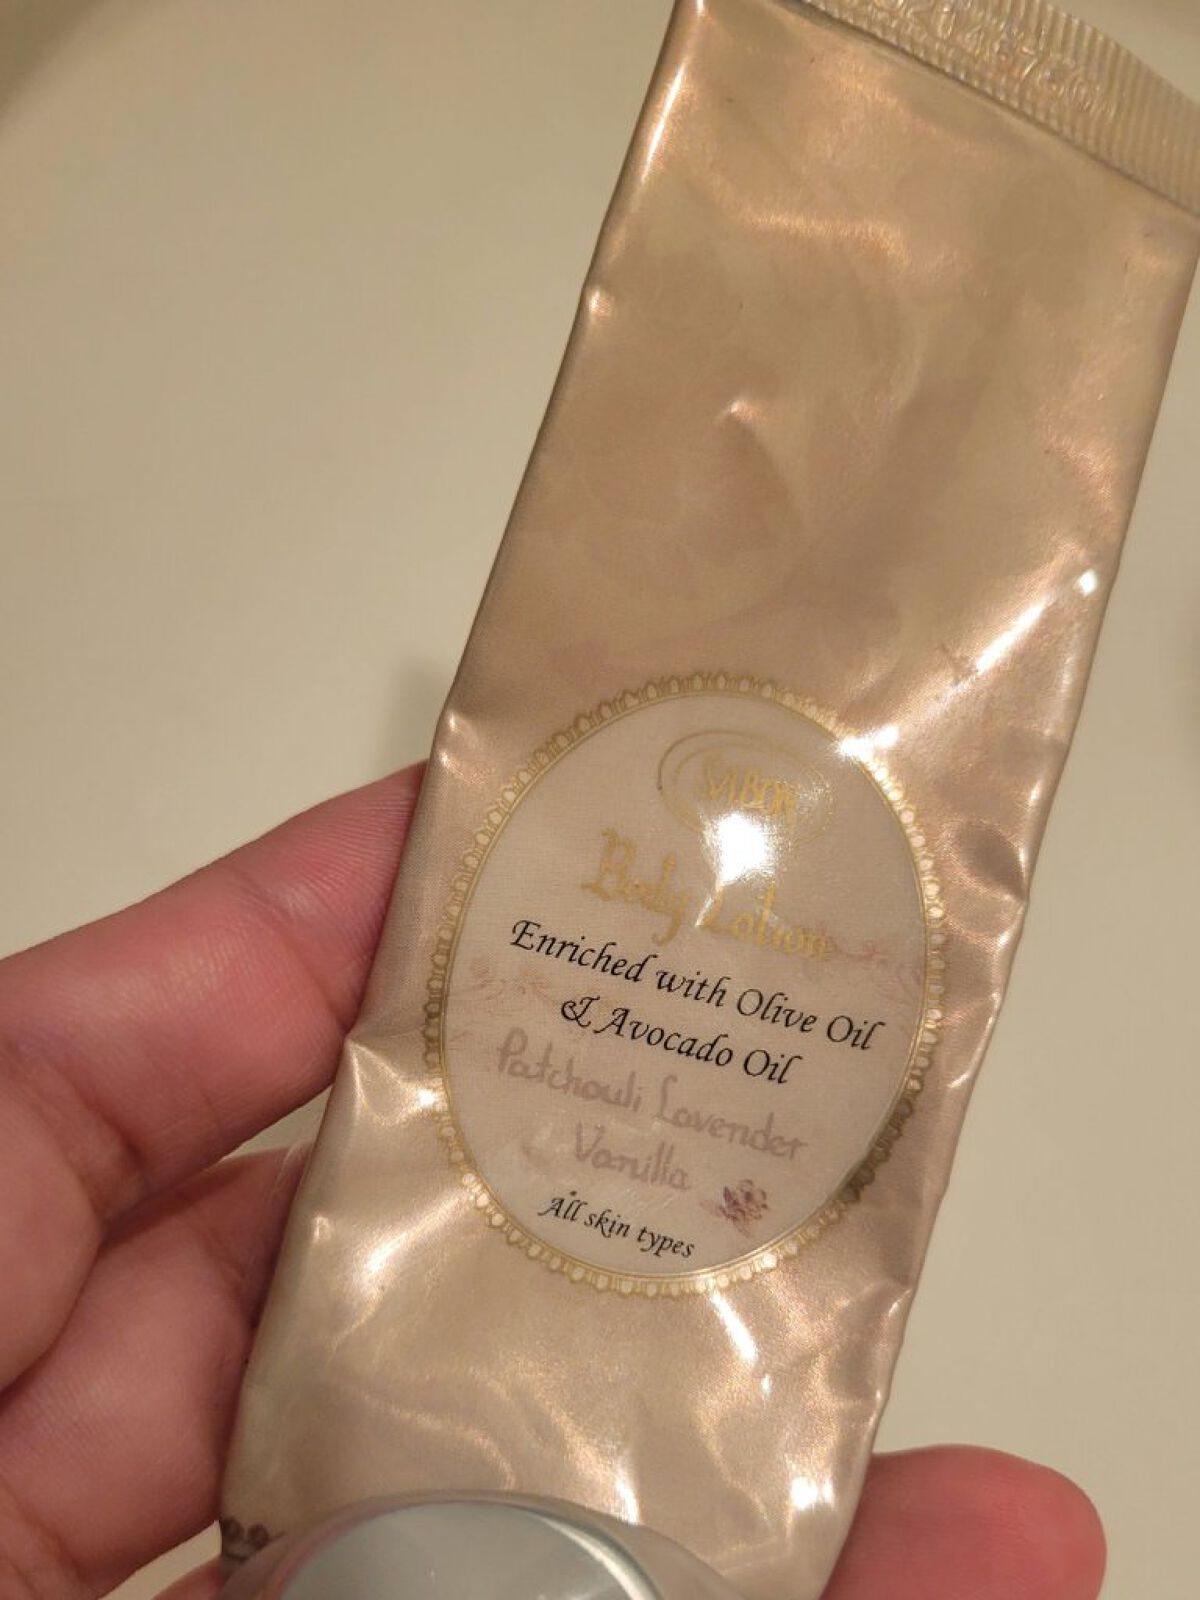 SABON
Body Lotion
Enriched with Olive Oil
& Avocado Oil
Patchouli Lavender
Vanilla
All skin types